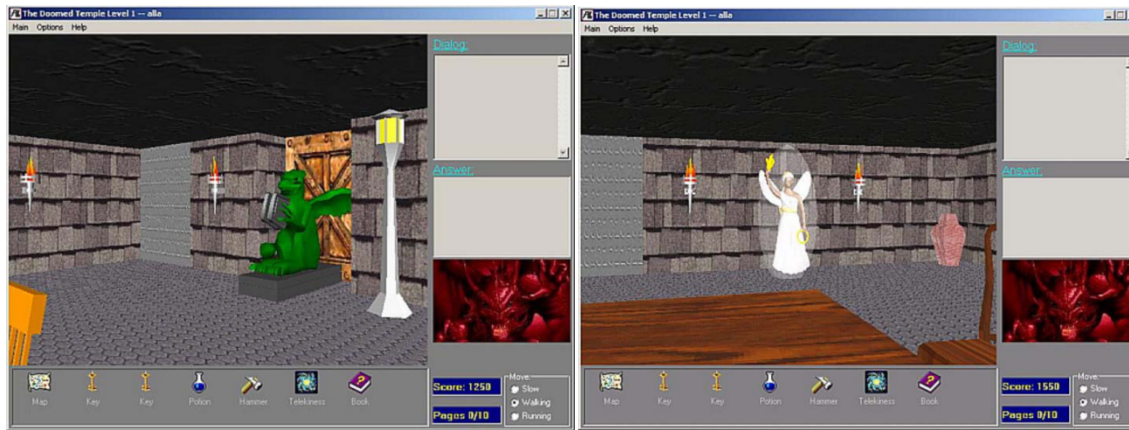 The Doomed Temple Level 1 -- alla
Main Options Help
Dialog:
Answer:
Map Key Key Potion Hammer Telekiness Book
Score: 1250
Pages 0/10
Move:
Slow
Walking
Running
The Doomed Temple Level 1 -- alla
Main Options Help
Dialog:
Answer:
Map Key Key Potion Hammer Telekiness Book
Score: 1550
Pages 0/10
Move:
Slow
Walking
Running